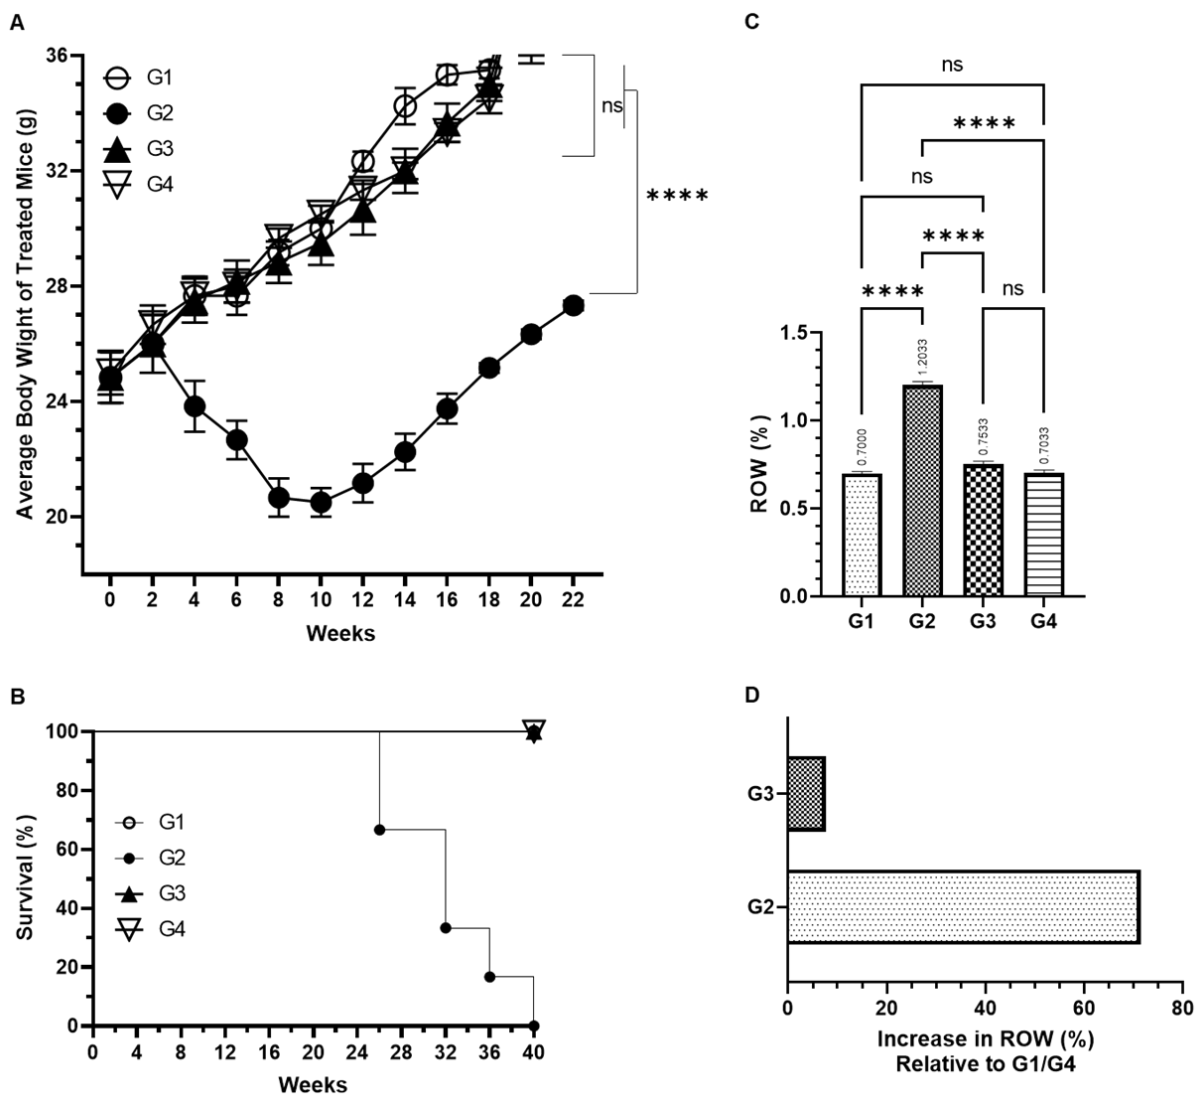 A
Average Body Wight of Treated Mice (g)
36
32
28
24
20
G1
G2
G3
G4
ns
****
0 2 4 6 8 10 12 14 16 18 20 22
Weeks
B
Survival (%)
100
80
60
40
20
0
G1
G2
G3
G4
0 4 8 12 16 20 24 28 32 36 40
Weeks
C
ns
****
ns
****
**** ns
ROW (%)
1.5
1.0
0.5
0.0
0.7000
1.2033
0.7533
0.7033
G1 G2 G3 G4
D
G3
G2
0 20 40 60 80
Increase in ROW (%)
Relative to G1/G4